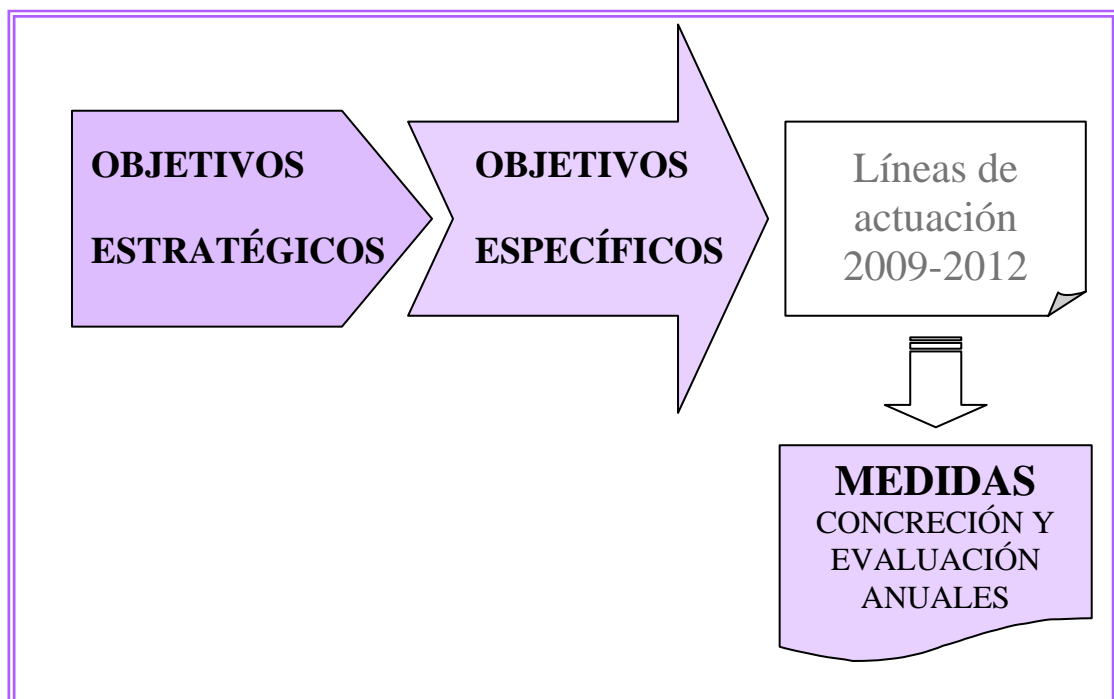 OBJETIVOS
ESTRATÉGICOS
OBJETIVOS
ESPECÍFICOS
Líneas de
actuación
2009-2012
MEDIDAS
CONCRECIÓN Y
EVALUACIÓN
ANUALES